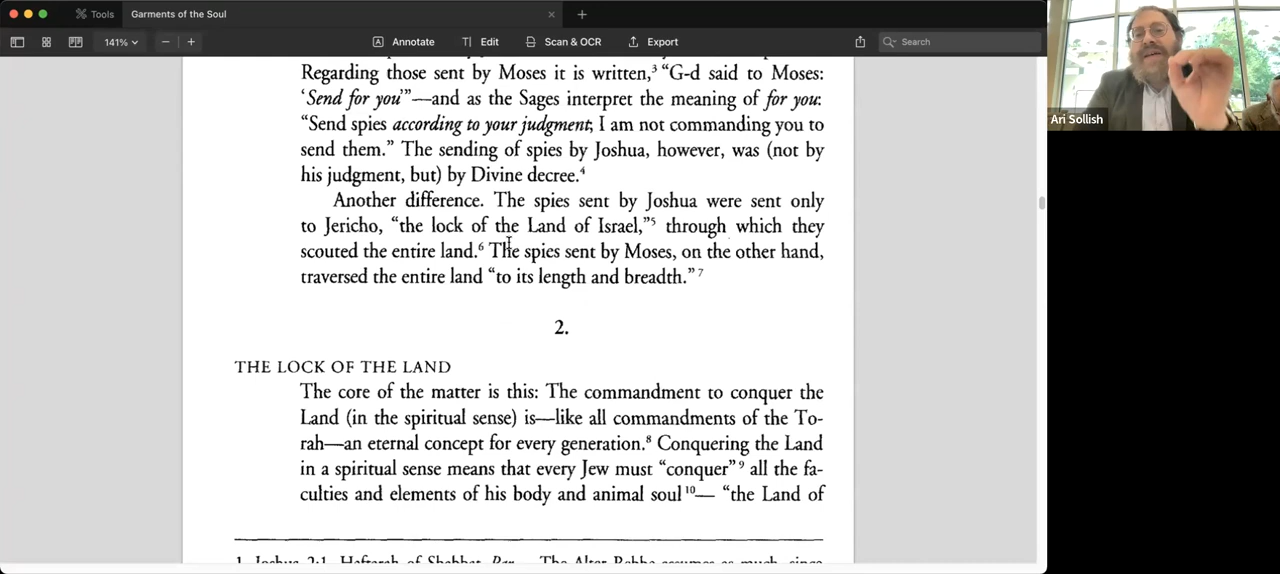 Tools
Garments of the Soul
141%
Annotate
Edit
Scan & OCR
Export
Search
Regarding those sent by Moses it is written,³ “G-d said to Moses:
‘Send for you’”—and as the Sages interpret the meaning of for you:
“Send spies according to your judgment; I am not commanding you to
send them.” The sending of spies by Joshua, however, was (not by
his judgment, but) by Divine decree.⁴
Another difference. The spies sent by Joshua were sent only
to Jericho, “the lock of the Land of Israel,”⁵ through which they
scouted the entire land.⁶ The spies sent by Moses, on the other hand,
traversed the entire land “to its length and breadth.”⁷
2.
THE LOCK OF THE LAND
The core of the matter is this: The commandment to conquer the
Land (in the spiritual sense) is—like all commandments of the To-
rah—an eternal concept for every generation.⁸ Conquering the Land
in a spiritual sense means that every Jew must “conquer”⁹ all the fa-
culties and elements of his body and animal soul¹⁰— “the Land of
Ari Sollish